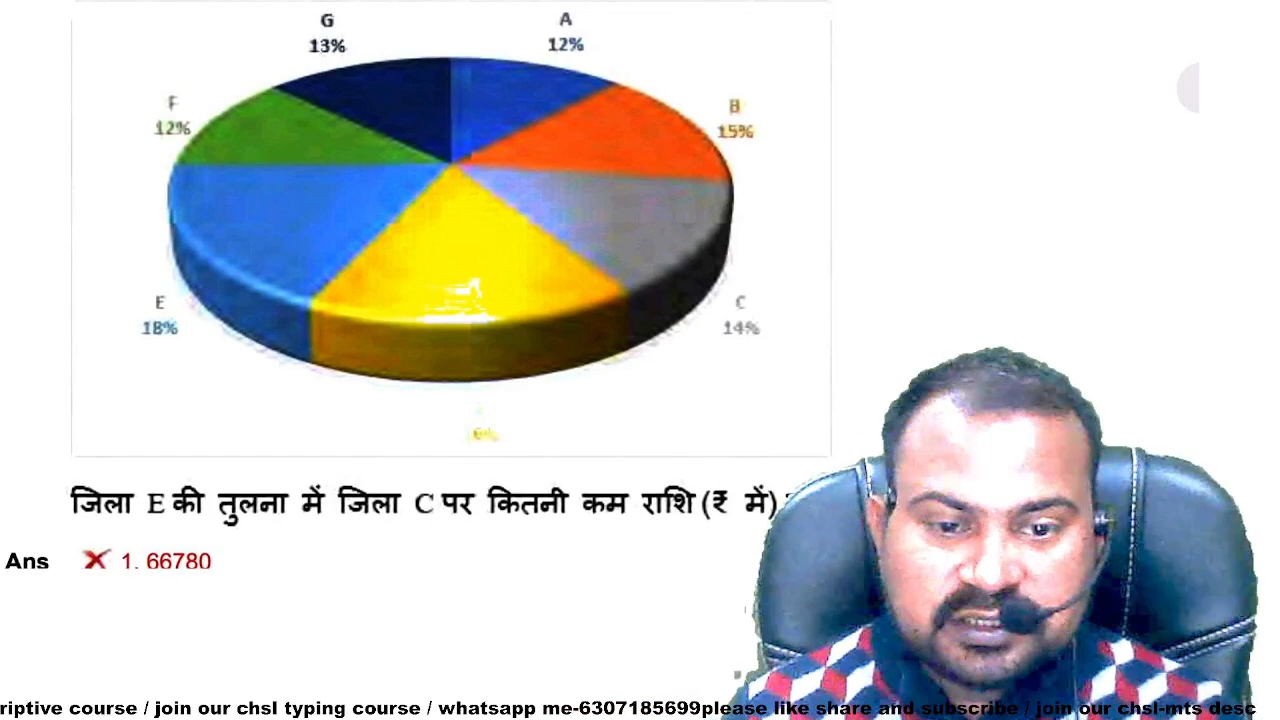 G
A
13%
12%
F
B
12%
15%
E
C
18%
14%
जिला E की तुलना में जिला C पर कितनी कम राशि (₹ में)
Ans ✗ 1. 66780
riptive course / join our chsl typing course / whatsapp me-6307185699please like share and subscribe / join our chsl-mts desc